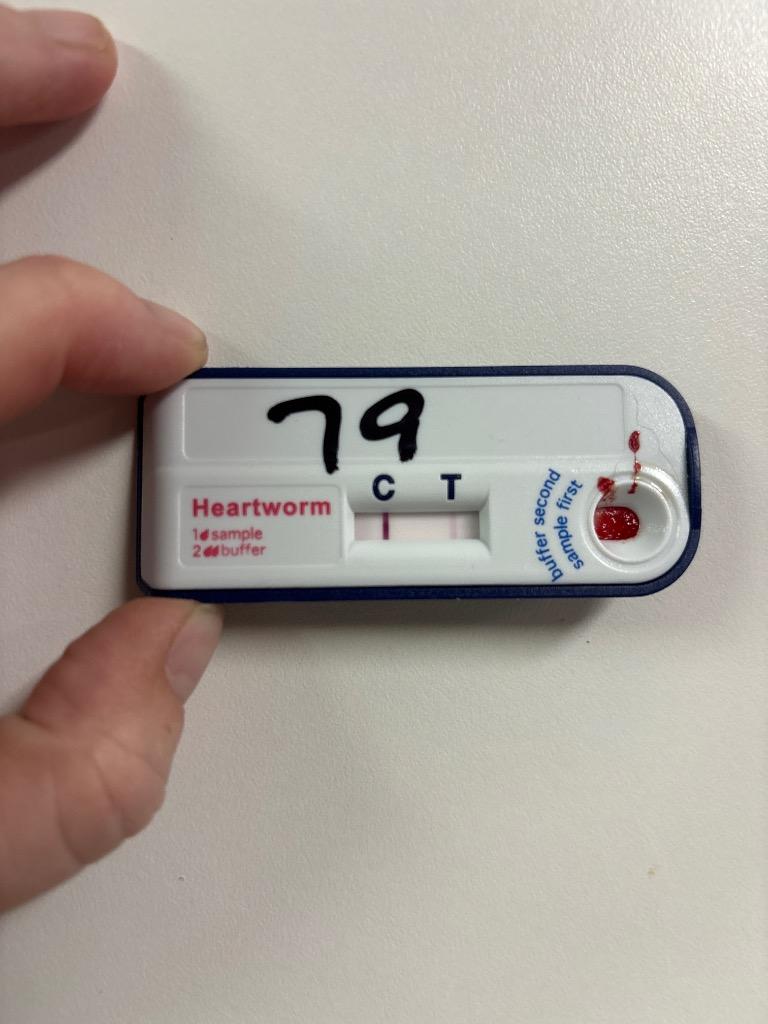 79
C T
Heartworm
1 sample
2 buffer
buffer second
sample first